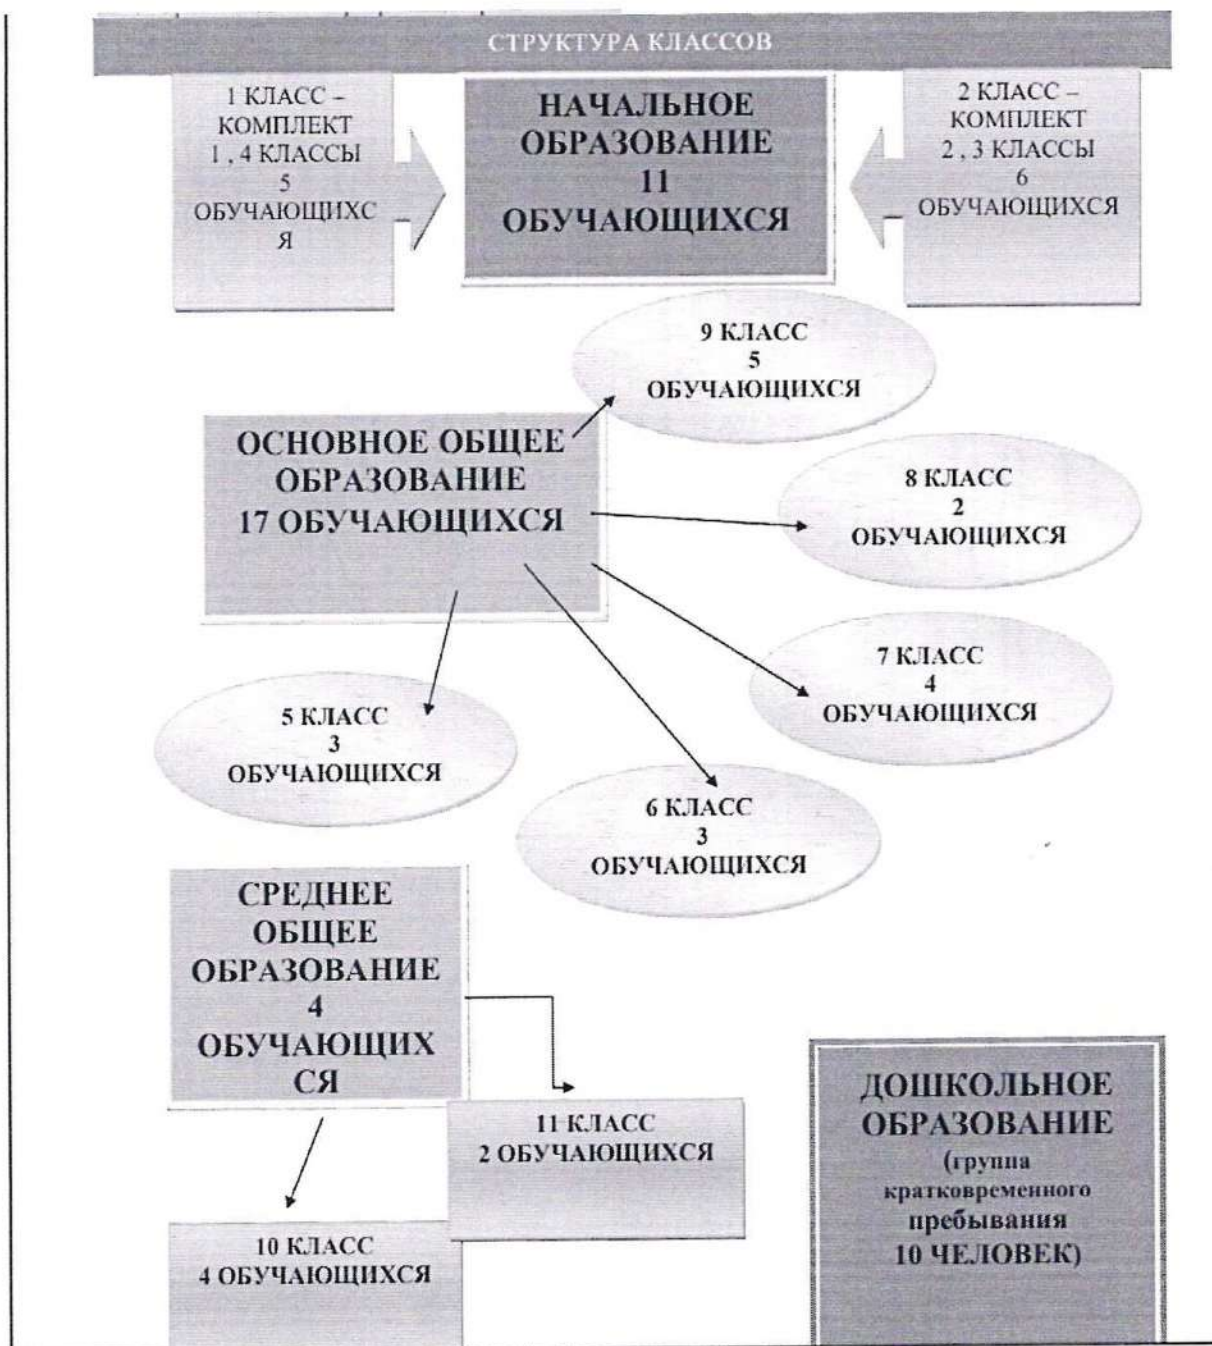 СТРУКТУРА КЛАССОВ
1 КЛАСС –
КОМПЛЕКТ
1 , 4 КЛАССЫ
5
ОБУЧАЮЩИХС
Я
НАЧАЛЬНОЕ
ОБРАЗОВАНИЕ
11
ОБУЧАЮЩИХСЯ
2 КЛАСС –
КОМПЛЕКТ
2 , 3 КЛАССЫ
6
ОБУЧАЮЩИХСЯ
9 КЛАСС
5
ОБУЧАЮЩИХСЯ
ОСНОВНОЕ ОБЩЕЕ
ОБРАЗОВАНИЕ
17 ОБУЧАЮЩИХСЯ
8 КЛАСС
2
ОБУЧАЮЩИХСЯ
7 КЛАСС
4
ОБУЧАЮЩИХСЯ
5 КЛАСС
3
ОБУЧАЮЩИХСЯ
6 КЛАСС
3
ОБУЧАЮЩИХСЯ
СРЕДНЕЕ
ОБЩЕЕ
ОБРАЗОВАНИЕ
4
ОБУЧАЮЩИХ
СЯ
11 КЛАСС
2 ОБУЧАЮЩИХСЯ
10 КЛАСС
4 ОБУЧАЮЩИХСЯ
ДОШКОЛЬНОЕ
ОБРАЗОВАНИЕ
(группа
кратковременного
пребывания
10 ЧЕЛОВЕК)